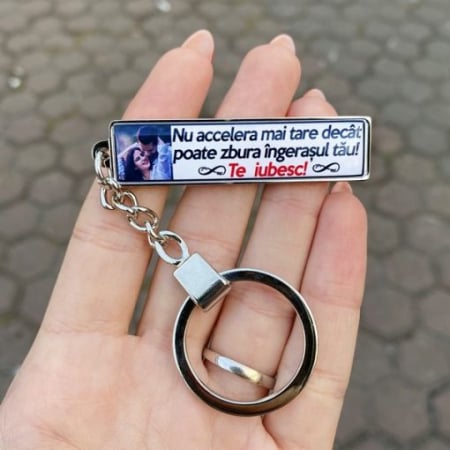 Nu accelera mai tare decât
poate zbura îngerașul tău!
Te iubesc!